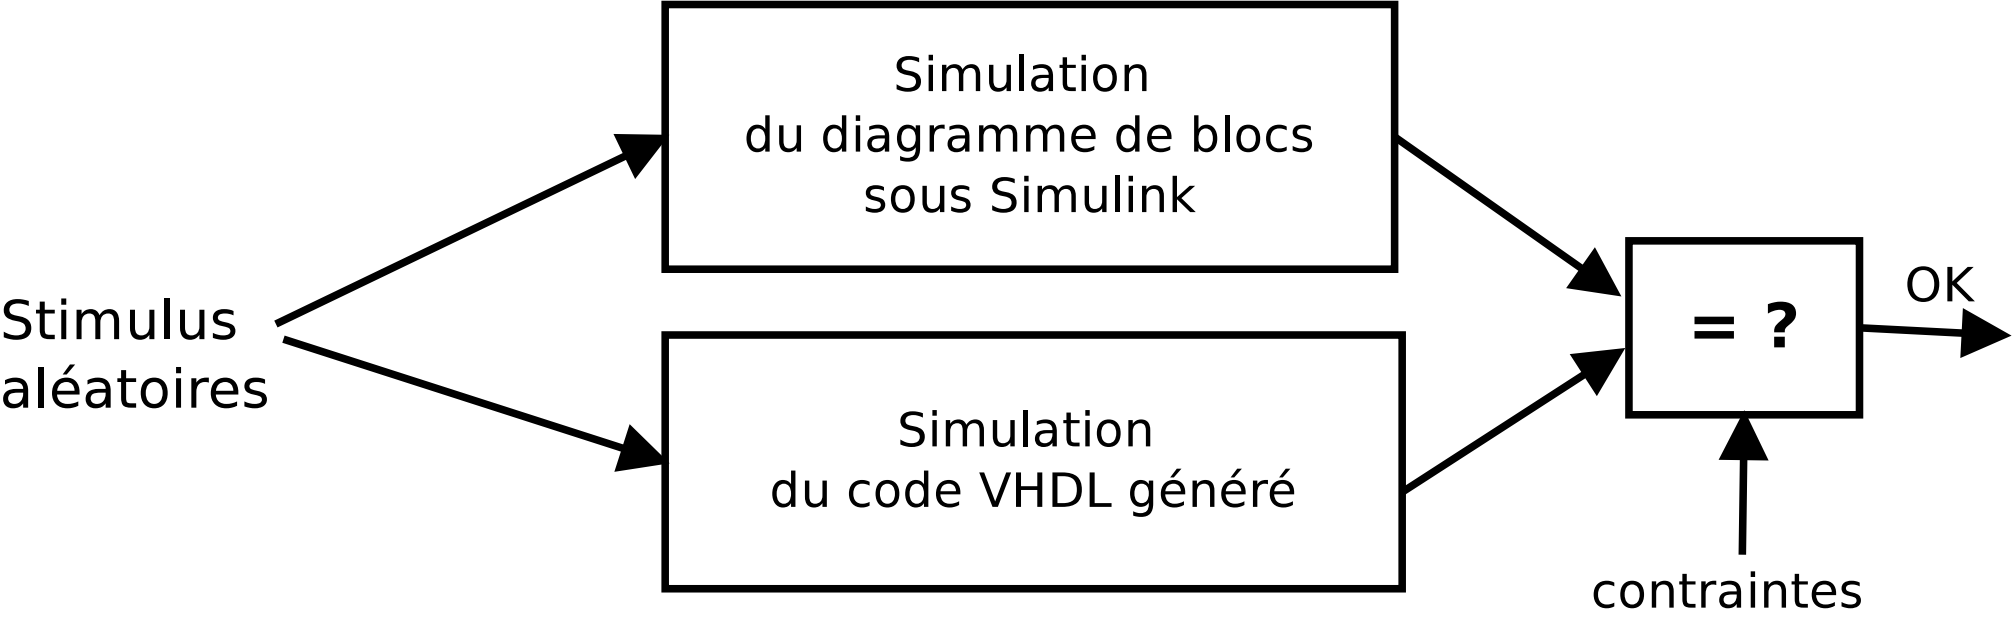 Simulation
du diagramme de blocs
sous Simulink
Stimulus
aléatoires
Simulation
du code VHDL généré
= ?
OK
contraintes